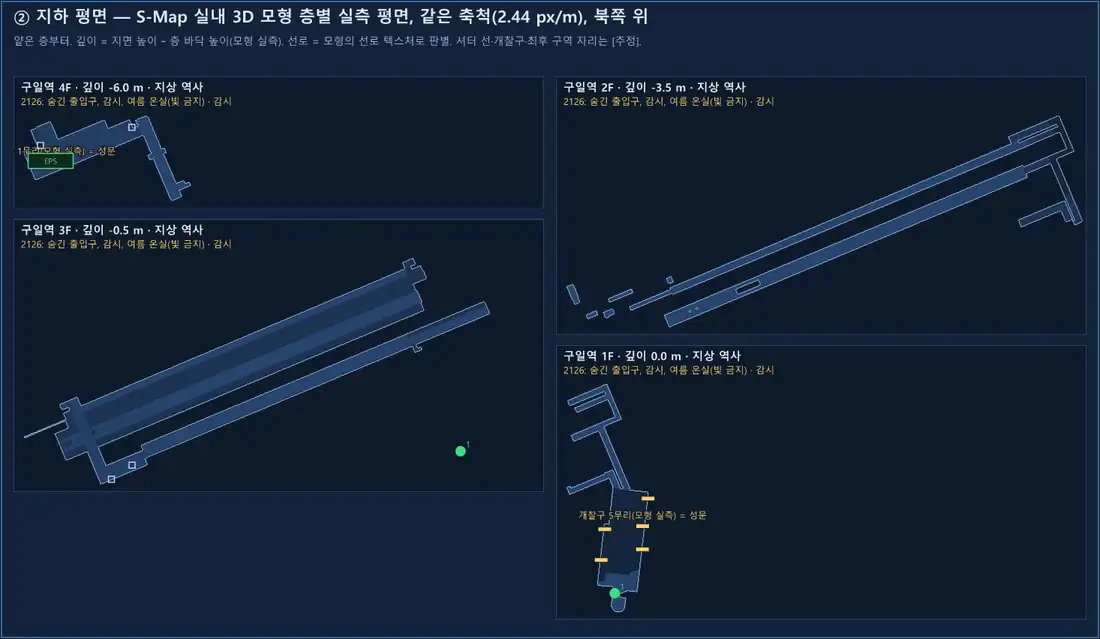 ② 지하 평면 — S-Map 실내 3D 모형 층별 실측 평면, 같은 축척(2.44 px/m), 북쪽 위
얕은 층부터. 깊이 = 지면 높이 − 층 바닥 높이(모형 실측). 선로 = 모형의 선로 텍스처로 판별. 셔터 선·개찰구·최후 구역 자리는 [추정].
구일역 4F · 깊이 -6.0 m · 지상 역사
2126: 숨긴 출입구, 감시, 여름 온실(빛 금지) · 감시
EPS
구일역 3F · 깊이 -0.5 m · 지상 역사
2126: 숨긴 출입구, 감시, 여름 온실(빛 금지) · 감시
1
구일역 2F · 깊이 -3.5 m · 지상 역사
2126: 숨긴 출입구, 감시, 여름 온실(빛 금지) · 감시
구일역 1F · 깊이 0.0 m · 지상 역사
2126: 숨긴 출입구, 감시, 여름 온실(빛 금지) · 감시
개찰구 5무리(모형 실측) = 성문
1